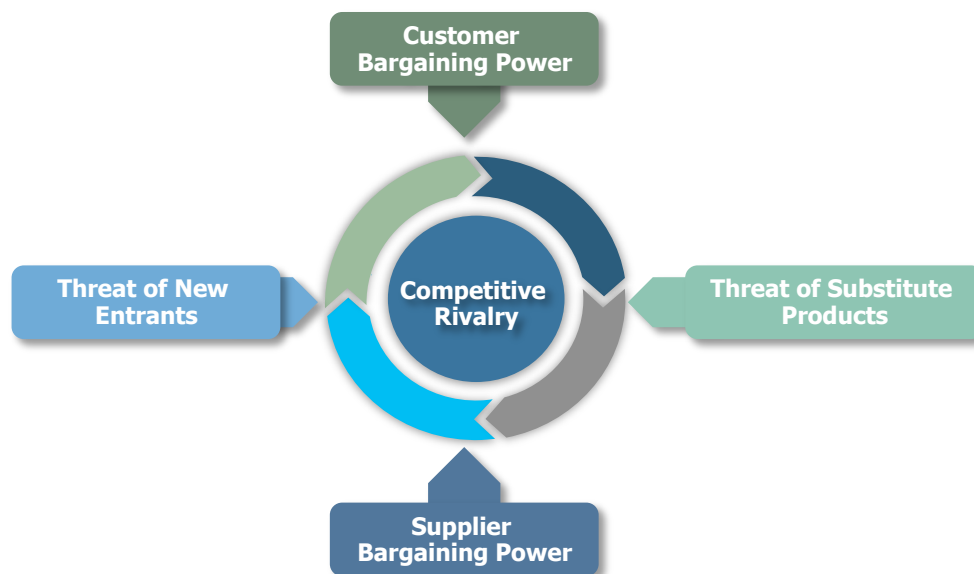 Customer
Bargaining Power
Threat of New
Entrants
Competitive
Rivalry
Threat of Substitute
Products
Supplier
Bargaining Power